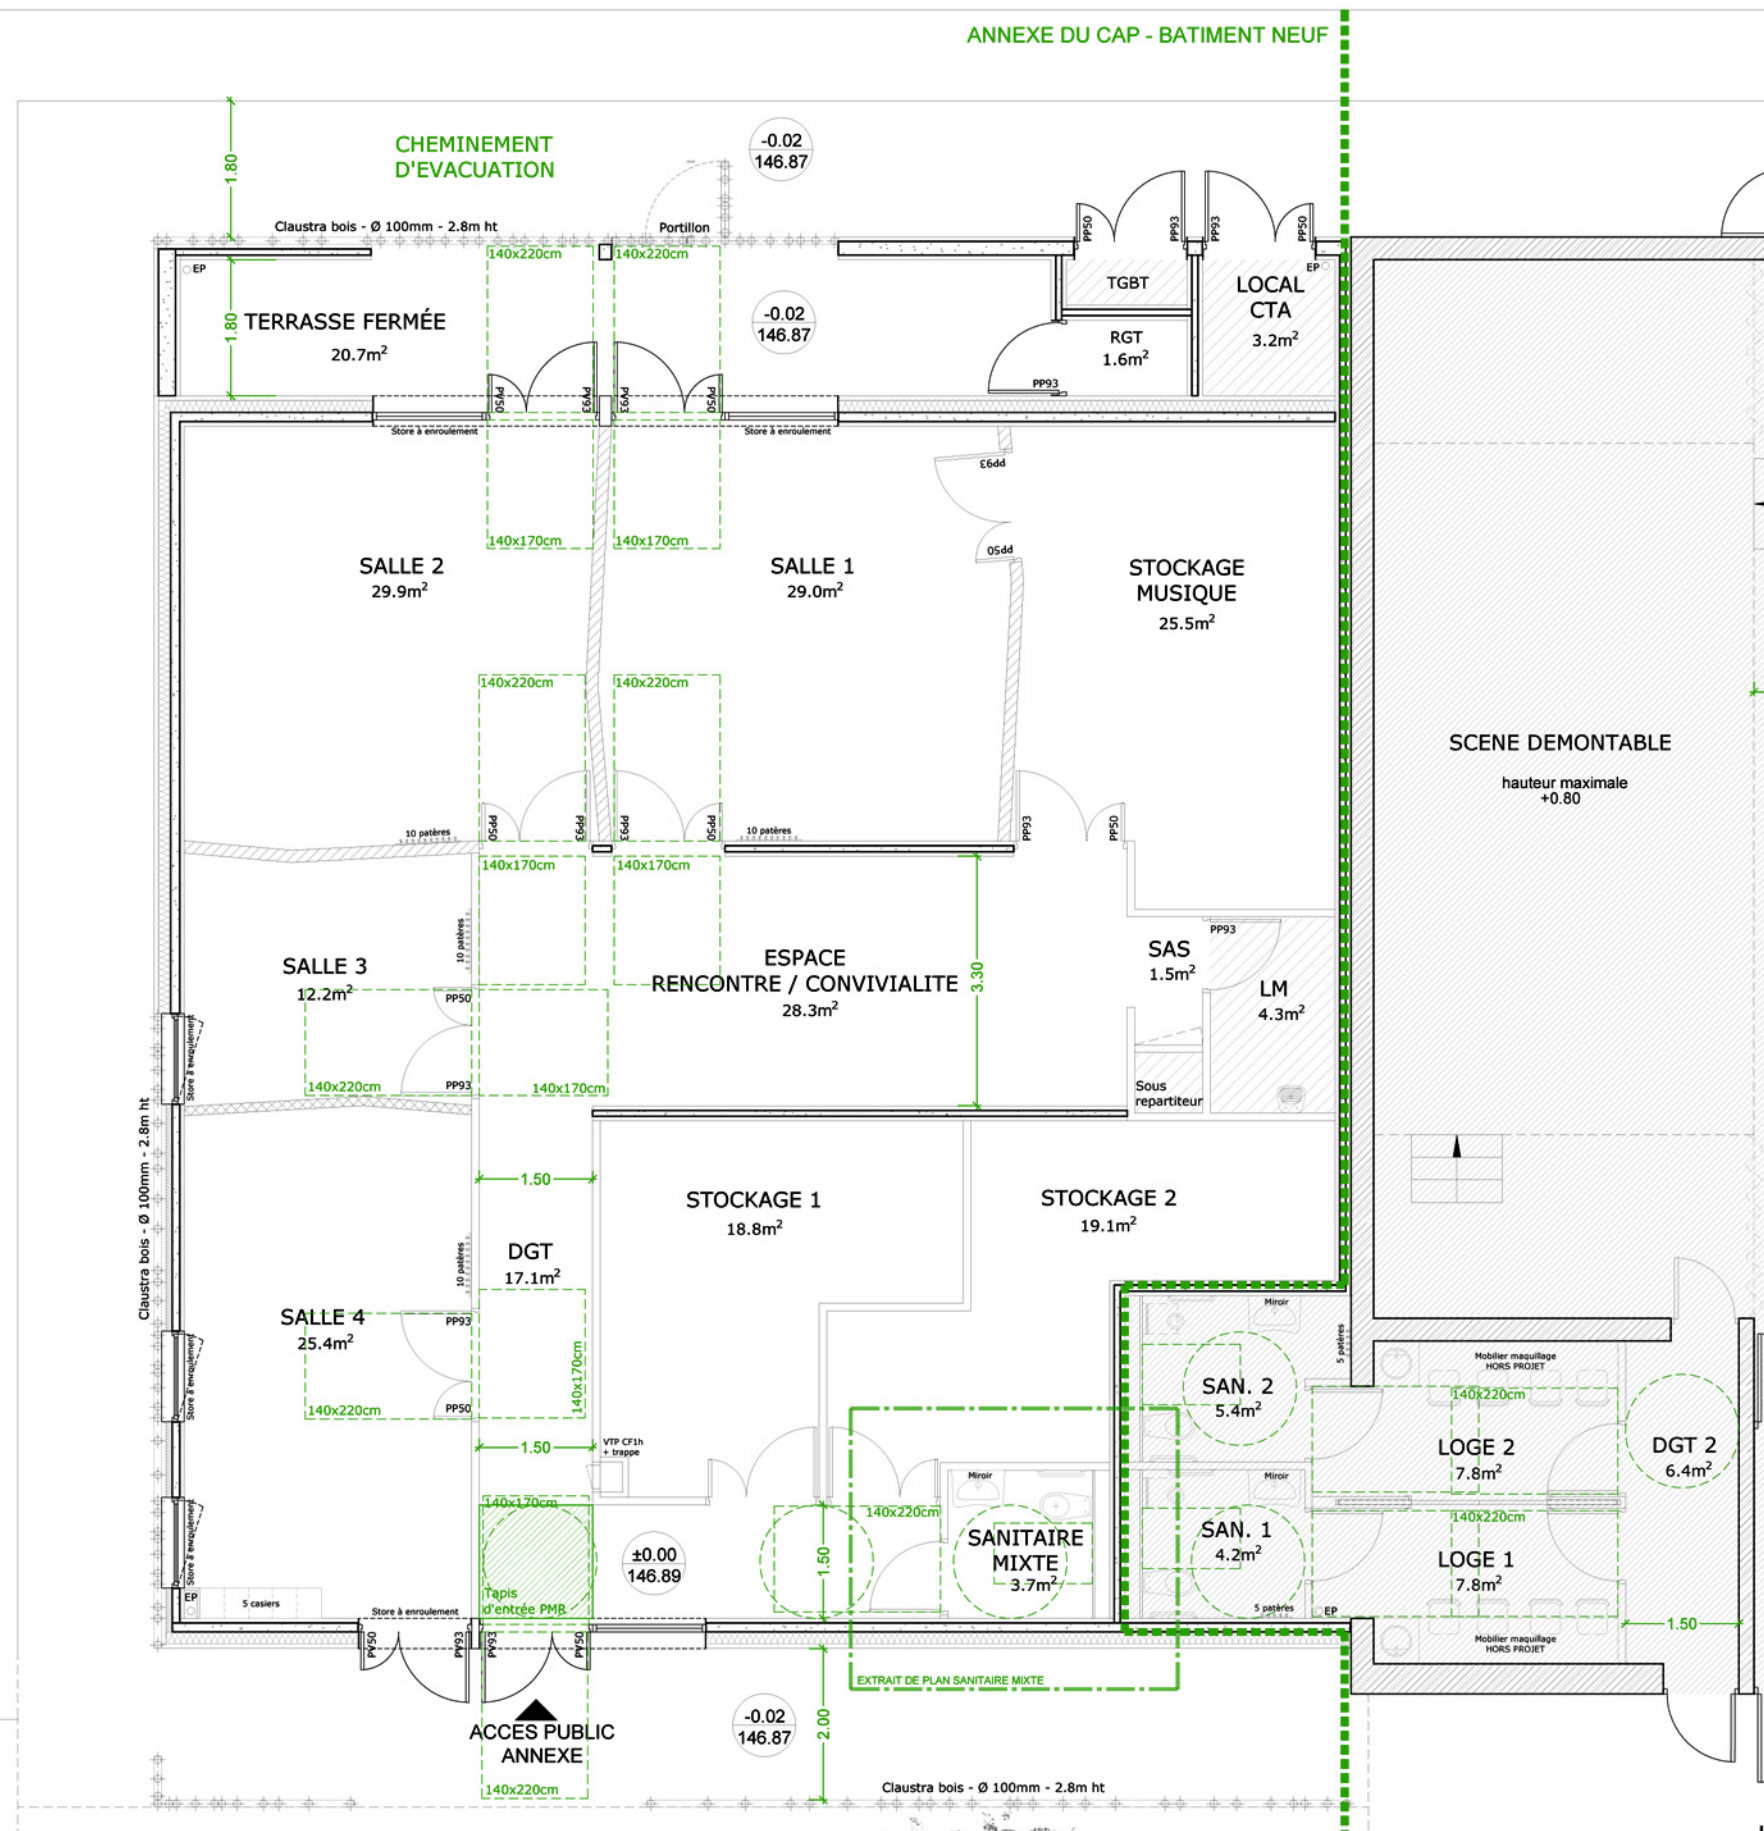 ANNEXE DU CAP - BATIMENT NEUF
CHEMINEMENT
D'EVACUATION
-0.02
146.87
1.80
Claustra bois - Ø 100mm - 2.8m ht
Portillon
PP50
PP93
PP93
PP50
140x220cm
140x220cm
EP
TERRASSE FERMÉE
20.7m²
1.80
-0.02
146.87
TGBT
RGT
1.6m²
PP93
LOCAL
CTA
3.2m²
EP
PV50
PV93
PV93
PV50
Store à enroulement
Store à enroulement
PP93
PP50
140x170cm
140x170cm
SALLE 2
29.9m²
SALLE 1
29.0m²
STOCKAGE
MUSIQUE
25.5m²
140x220cm
140x220cm
SCENE DEMONTABLE
hauteur maximale
+0.80
10 patères
PP50
PP93
PP93
PP50
10 patères
PP93
PP50
140x170cm
140x170cm
10 patères
SALLE 3
12.2m²
PP50
PP93
140x220cm
140x170cm
ESPACE
RENCONTRE / CONVIVIALITE
28.3m²
3.30
SAS
1.5m²
PP93
LM
4.3m²
Sous
repartiteur
Store à enroulement
Claustra bois - Ø 100mm - 2.8m ht
1.50
STOCKAGE 1
18.8m²
STOCKAGE 2
19.1m²
10 patères
DGT
17.1m²
SALLE 4
25.4m²
PP93
PP50
140x220cm
140x170cm
Store à enroulement
1.50
VTP CF1h
+ trappe
Miroir
5 patères
SAN. 2
5.4m²
Mobilier maquillage
HORS PROJET
140x220cm
LOGE 2
7.8m²
DGT 2
6.4m²
140x170cm
Tapis
d'entrée PMR
±0.00
146.89
1.50
140x220cm
Miroir
SANITAIRE
MIXTE
3.7m²
Miroir
SAN. 1
4.2m²
5 patères
EP
140x220cm
LOGE 1
7.8m²
Mobilier maquillage
HORS PROJET
1.50
Store à enroulement
EP
5 casiers
Store à enroulement
PV50
PV93
PV93
PV50
EXTRAIT DE PLAN SANITAIRE MIXTE
ACCES PUBLIC
ANNEXE
140x220cm
-0.02
146.87
2.00
Claustra bois - Ø 100mm - 2.8m ht